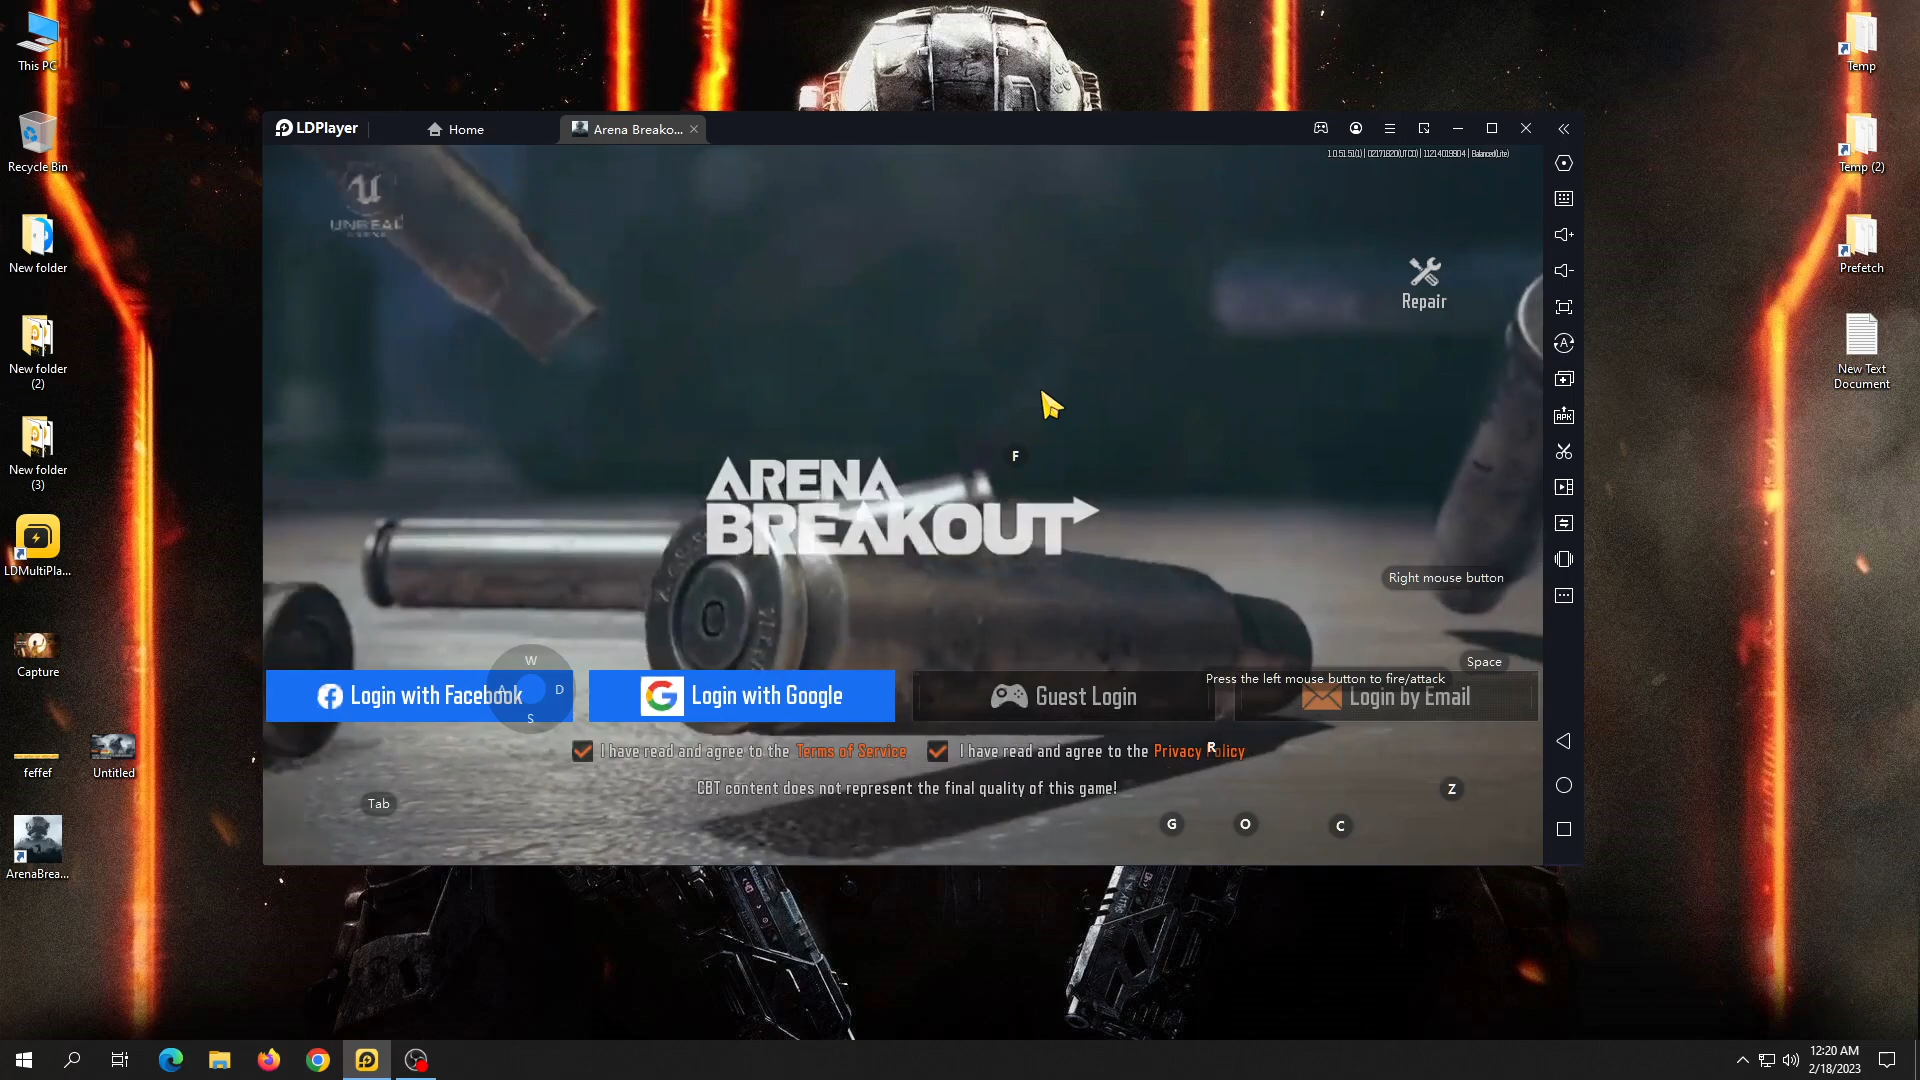 This PC
Recycle Bin
New folder
New folder
(2)
New folder
(3)
LDMultiPla...
Capture
feffef
Untitled
ArenaBrea...
Temp
Temp (2)
Prefetch
New Text
Document
LDPlayer
Home
Arena Breako...
UNREAL
Repair
F
ARENA
BREAKOUT
Right mouse button
Space
Press the left mouse button to fire/attack
W
D
S
Login with Facebook
Login with Google
Guest Login
Login by Email
I have read and agree to the Terms of Service
I have read and agree to the Privacy Policy
R
CBT content does not represent the final quality of this game!
Tab
Z
G
O
C
APK
12:20 AM
2/18/2023